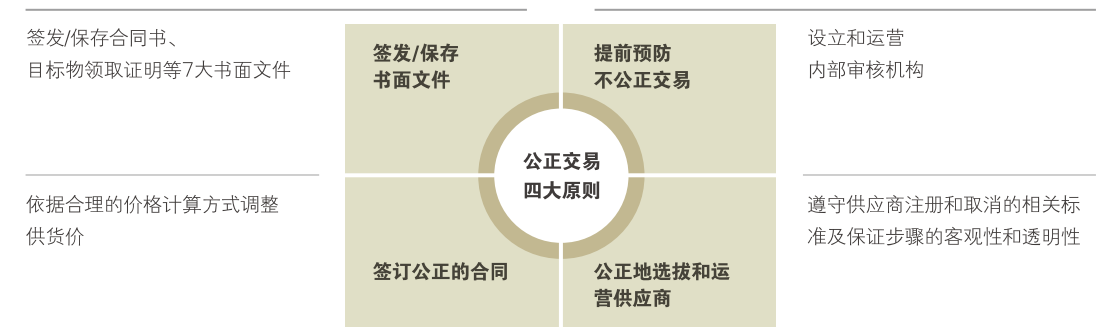 签发/保存合同书、
目标物领取证明等7大书面文件
签发/保存
书面文件
提前预防
不公正交易
设立和运营
内部审核机构
公正交易
四大原则
依据合理的价格计算方式调整
供货价
签订公正的合同
公正地选拔和运
营供应商
遵守供应商注册和取消的相关标
准及保证步骤的客观性和透明性